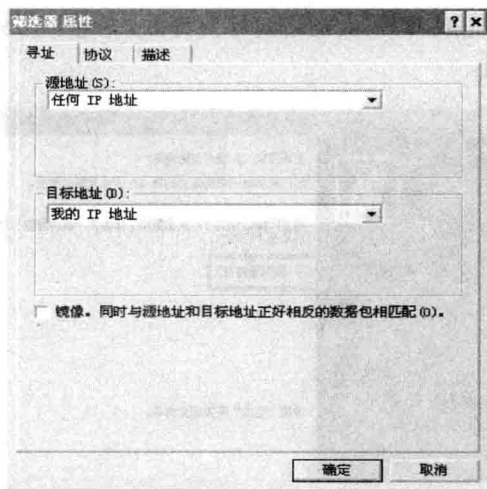 筛选器 属性
寻址 协议 描述
源地址(S):
任何 IP 地址
目标地址(D):
我的 IP 地址
镜像。同时与源地址和目标地址正好相反的数据包相匹配(O)。
确定 取消